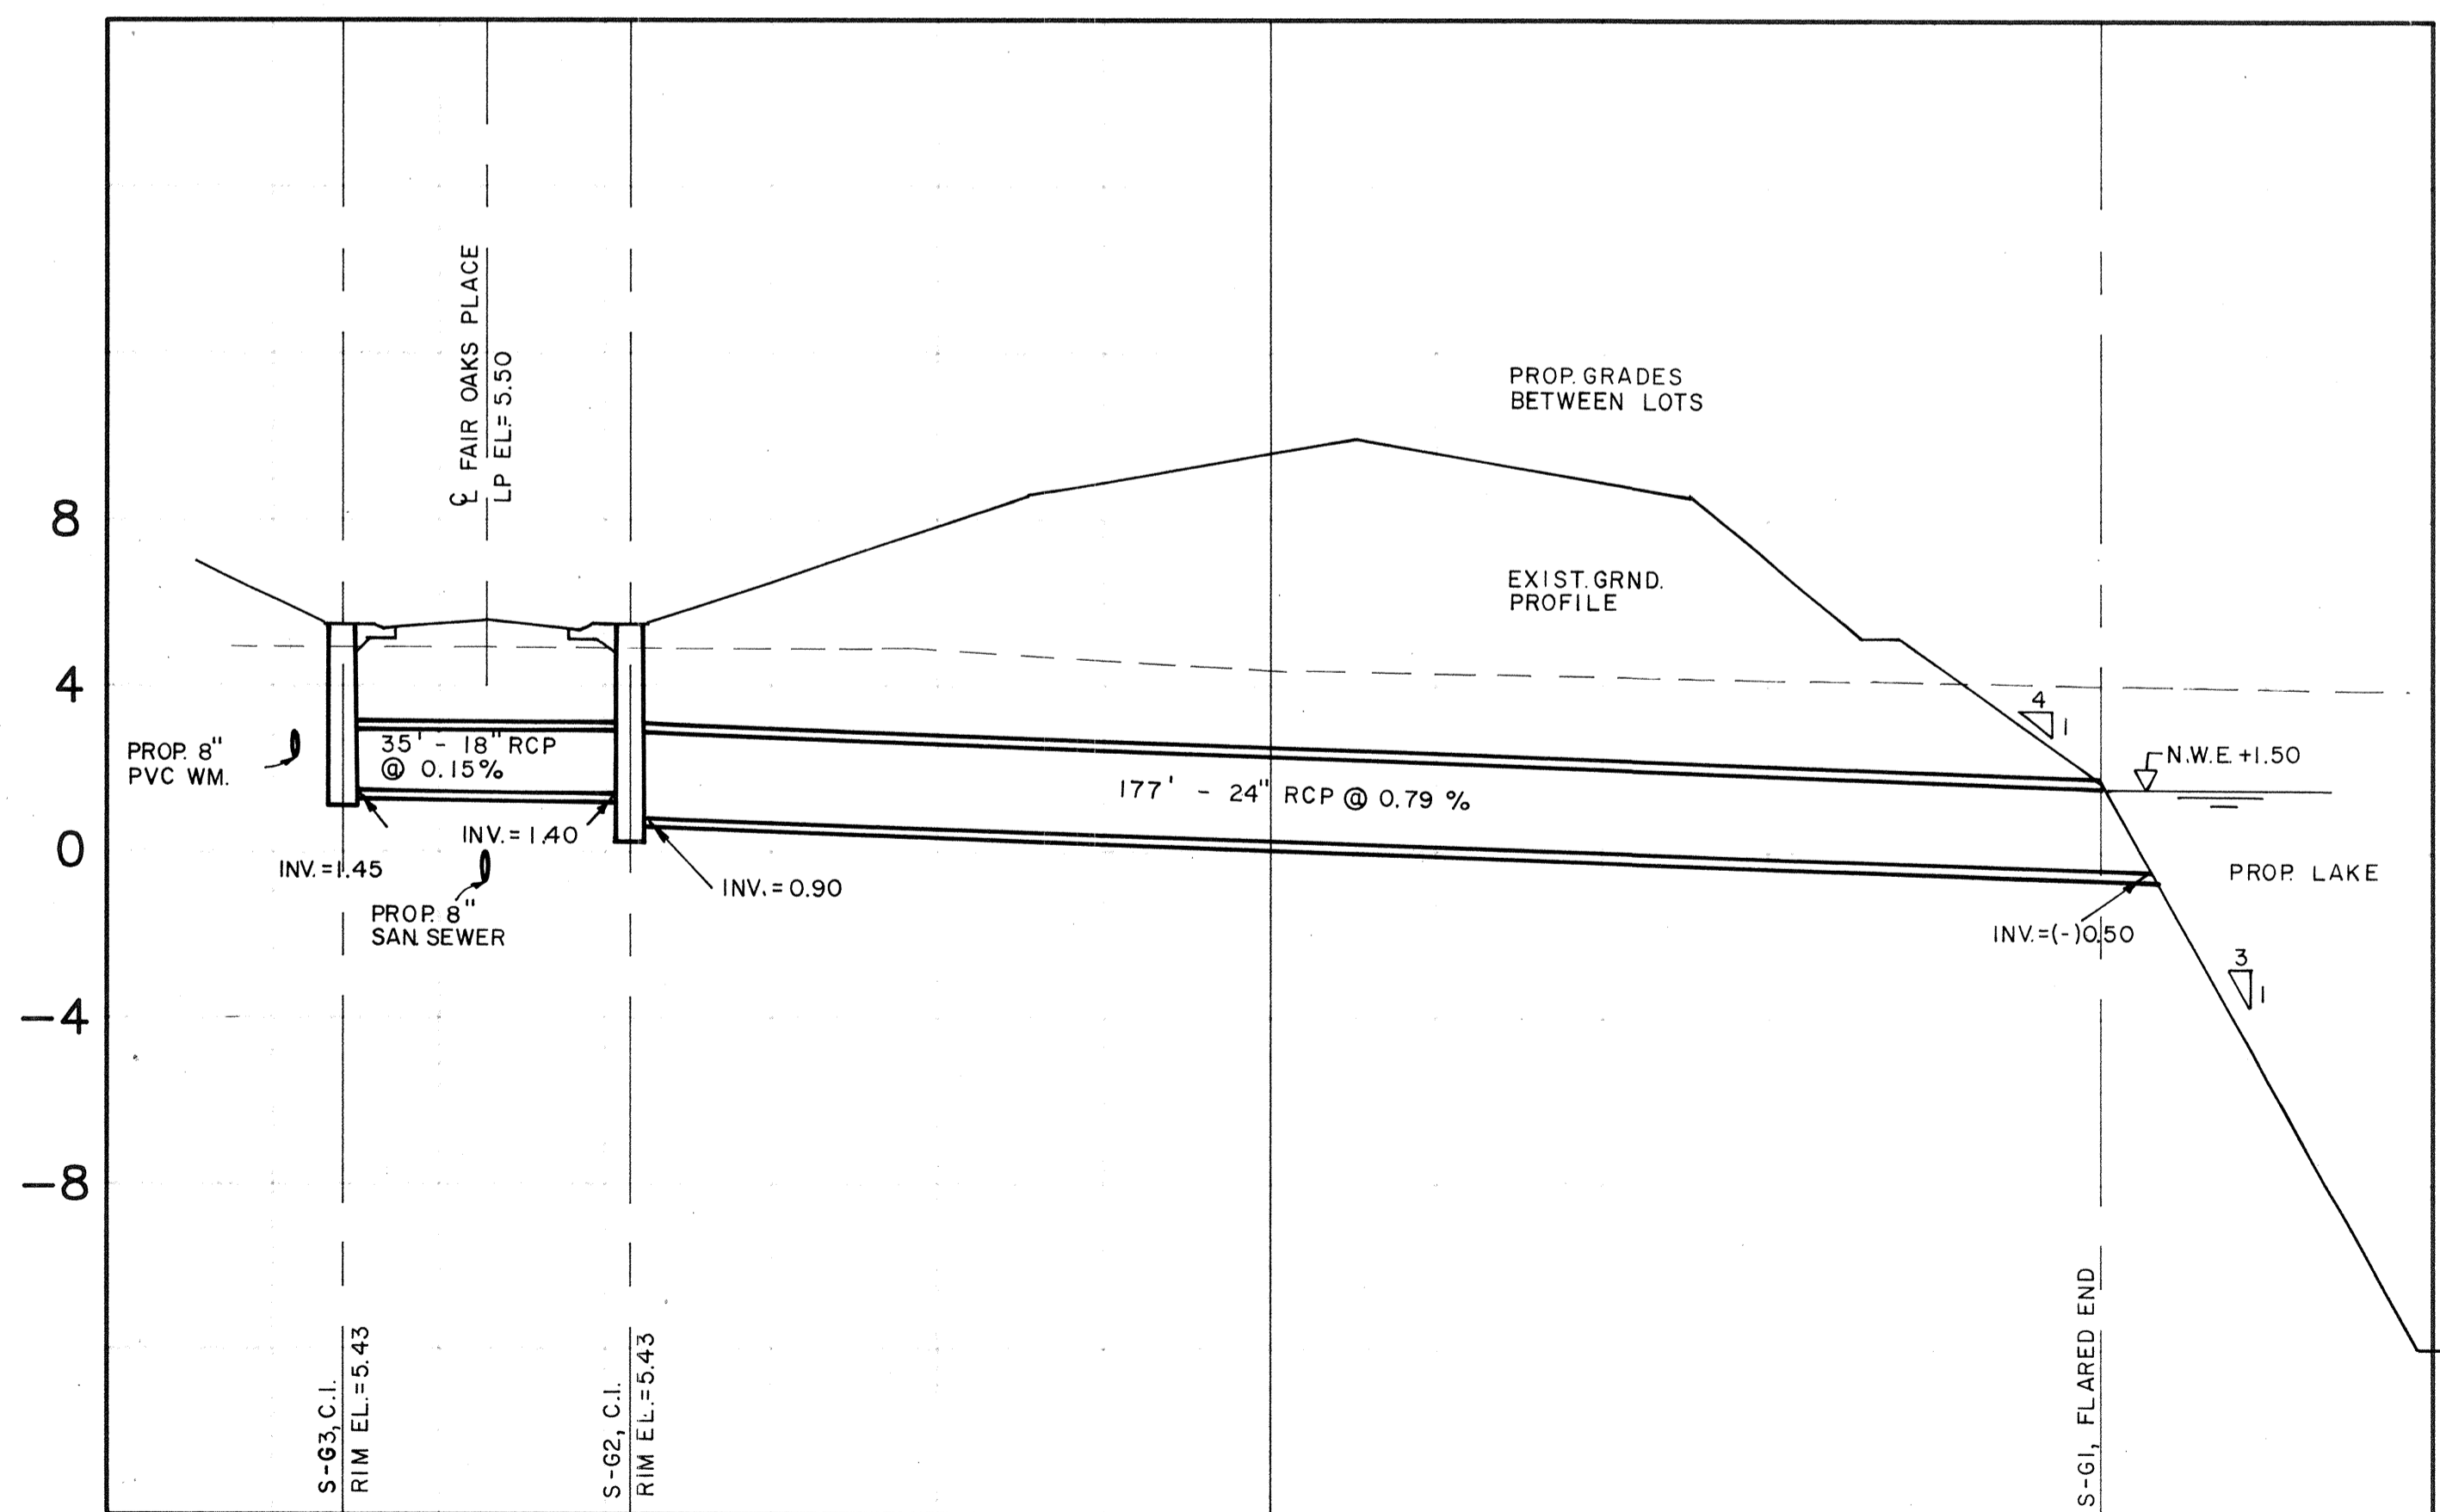 ℄ FAIR OAKS PLACE
LP EL.= 5.50
PROP. GRADES
BETWEEN LOTS
8
EXIST. GRND.
PROFILE
4
4
1
PROP. 8"
PVC WM.
35' - 18" RCP
@ 0.15%
N.W.E. +1.50
177' - 24" RCP @ 0.79 %
0
INV. = 1.40
INV. = 1.45
INV. = 0.90
PROP. LAKE
PROP. 8"
SAN. SEWER
INV. = (-)0.50
3
1
-4
-8
S-G3, C.I.
RIM EL.= 5.43
S-G2, C.I.
RIM EL.= 5.43
S-G1, FLARED END